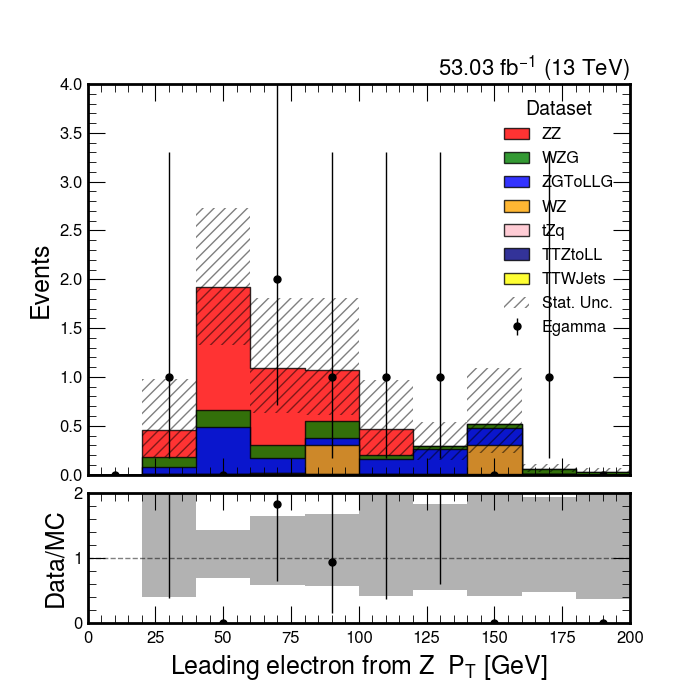 53.03 fb⁻¹ (13 TeV)
4.0
3.5
3.0
2.5
2.0
1.5
1.0
0.5
0.0
Events
Dataset
ZZ
WZG
ZGToLLG
WZ
tZq
TTZtoLL
TTWJets
Stat. Unc.
Egamma
2
1
0
Data/MC
0 25 50 75 100 125 150 175 200
Leading electron from Z P_T [GeV]